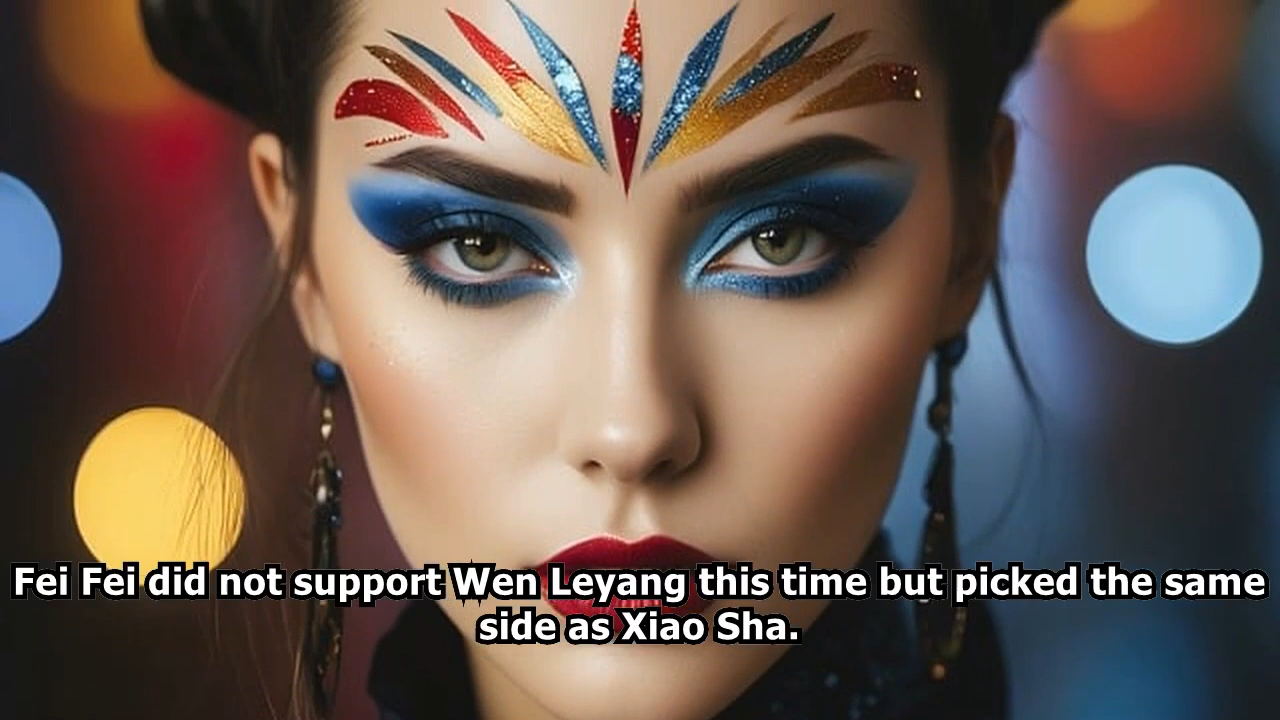 Fei Fei did not support Wen Leyang this time but picked the same
side as Xiao Sha.